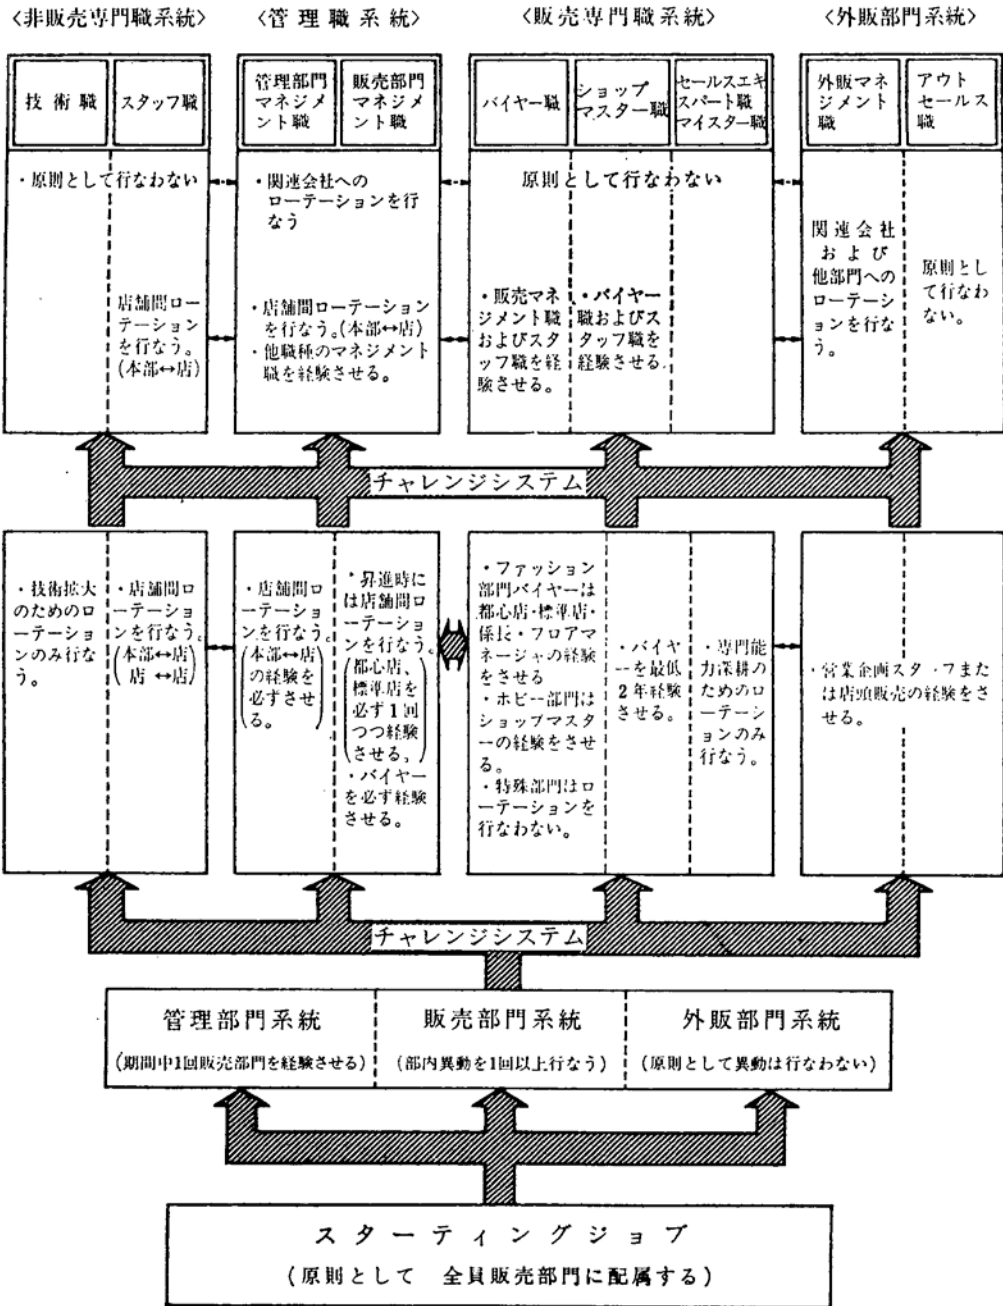 〈非販売専門職系統〉
〈管理職系統〉
〈販売専門職系統〉
〈外販部門系統〉
技術職
スタッフ職
管理部門
マネジメ
ント職
販売部門
マネジメ
ント職
バイヤー職
ショップ
マスター職
セールスエキ
スパート職
マイスター職
外販マネ
ジメント
職
アウト
セールス
職
・原則として行なわない
店舗間ロー
テーション
を行なう。
(本部↔店)
・関連会社への
ローテーションを行
なう
・店舗間ローテーション
を行なう。(本部↔店)
・他職種のマネジメント
職を経験させる。
原則として行なわない
・販売マネ
ジメント職
およびスタ
ッフ職を経
験させる。
・バイヤー
職およびス
タッフ職を
経験させる。
関連会社
および
他部門への
ローテーシ
ョンを行な
う。
原則とし
て行なわ
ない。
チャレンジシステム
・技術拡大
のためのロ
ーテーショ
ンのみ行な
う。
・店舗間ロ
ーテーショ
ンを行なう。
(本部↔店
店↔店)
・店舗間ロ
ーテーショ
ンを行なう。
(本部↔店
の経験を
必ずさせ
る。)
・昇進時に
は店舗間ロ
ーテーショ
ンを行なう。
(都心店、
標準店を
必ず1回
つつ経験
させる。)
・バイヤー
を必ず経験
させる。
・ファッション
部門バイヤーは
都心店・標準店・
係長・フロアマ
ネージャの経験
をさせる
・ホビー部門は
ショップマスタ
ーの経験をさせ
る。
・特殊部門はロ
ーテーションを
行なわない。
・バイヤ
ーを最低
2年経験
させる。
・専門能
力深耕の
ためのロ
ーテーシ
ョンのみ
行なう。
・営業企画スタッフまた
は店頭販売の経験をさ
せる。
チャレンジシステム
管理部門系統
(期間中1回販売部門を経験させる)
販売部門系統
(部内異動を1回以上行なう)
外販部門系統
(原則として異動は行なわない)
スターティングジョブ
(原則として 全員販売部門に配属する)